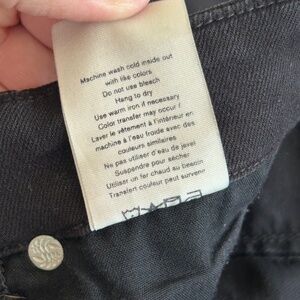 Machine wash cold inside out
with like colors
Do not use bleach
Hang to dry
Use warm iron if necessary
Color transfer may occur /
Laver le vêtement à l'intérieur en
machine à l'eau froide avec des
couleurs similaires
Ne pas utiliser d'eau de javel
Suspendre pour sécher
Utiliser un fer chaud au besoin
Transfert couleur peut survenir